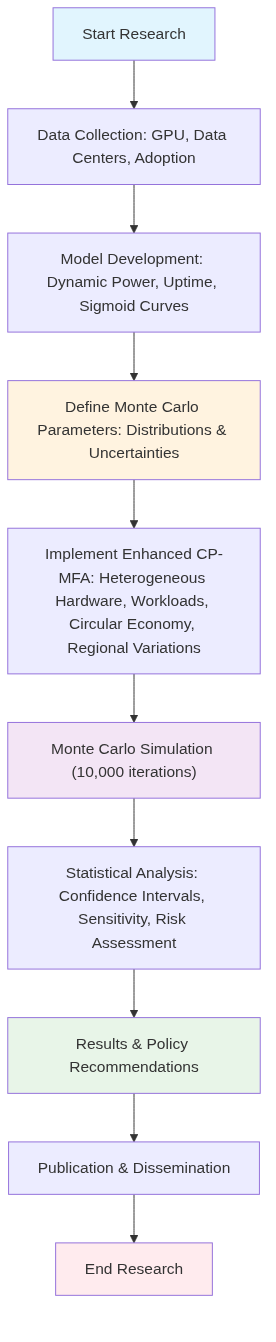 Start Research
Data Collection: GPU, Data
Centers, Adoption
Model Development:
Dynamic Power, Uptime,
Sigmoid Curves
Define Monte Carlo
Parameters: Distributions &
Uncertainties
Implement Enhanced CP-
MFA: Heterogeneous
Hardware, Workloads,
Circular Economy,
Regional Variations
Monte Carlo Simulation
(10,000 iterations)
Statistical Analysis:
Confidence Intervals,
Sensitivity, Risk
Assessment
Results & Policy
Recommendations
Publication & Dissemination
End Research